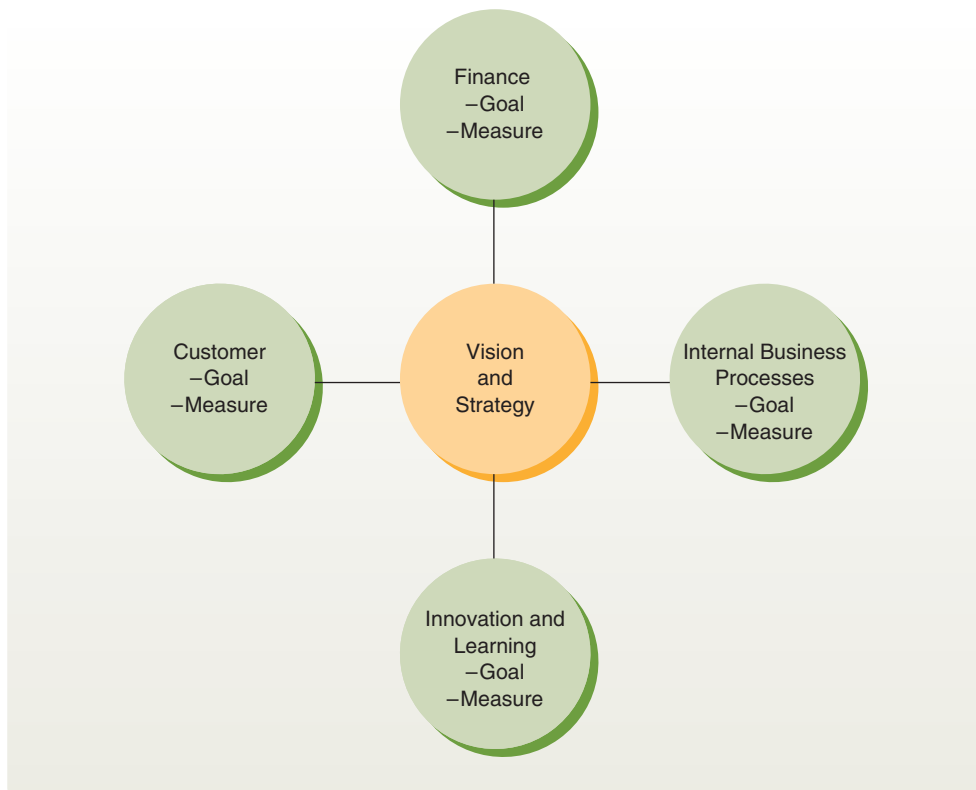 Finance
–Goal
–Measure
Customer
–Goal
–Measure
Vision
and
Strategy
Internal Business
Processes
–Goal
–Measure
Innovation and
Learning
–Goal
–Measure